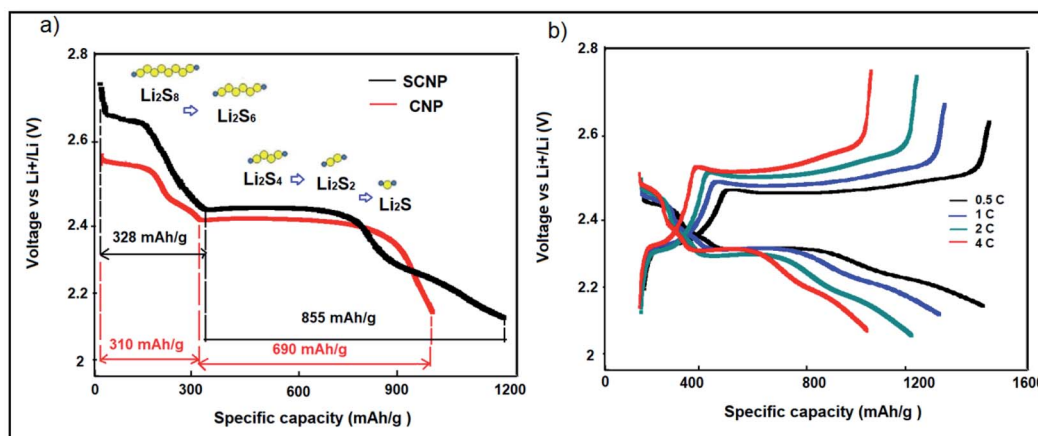 a)
2.8
2.6
2.4
2.2
2
Voltage vs Li+/Li (V)
Li2S8
Li2S6
Li2S4
Li2S2
Li2S
SCNP
CNP
328 mAh/g
855 mAh/g
310 mAh/g
690 mAh/g
0
300
600
900
1200
Specific capacity (mAh/g )
b)
2.8
2.6
2.4
2.2
2
Voltage vs Li+/Li (V)
0.5 C
1 C
2 C
4 C
0
400
800
1200
1600
Specific capacity (mAh/g )